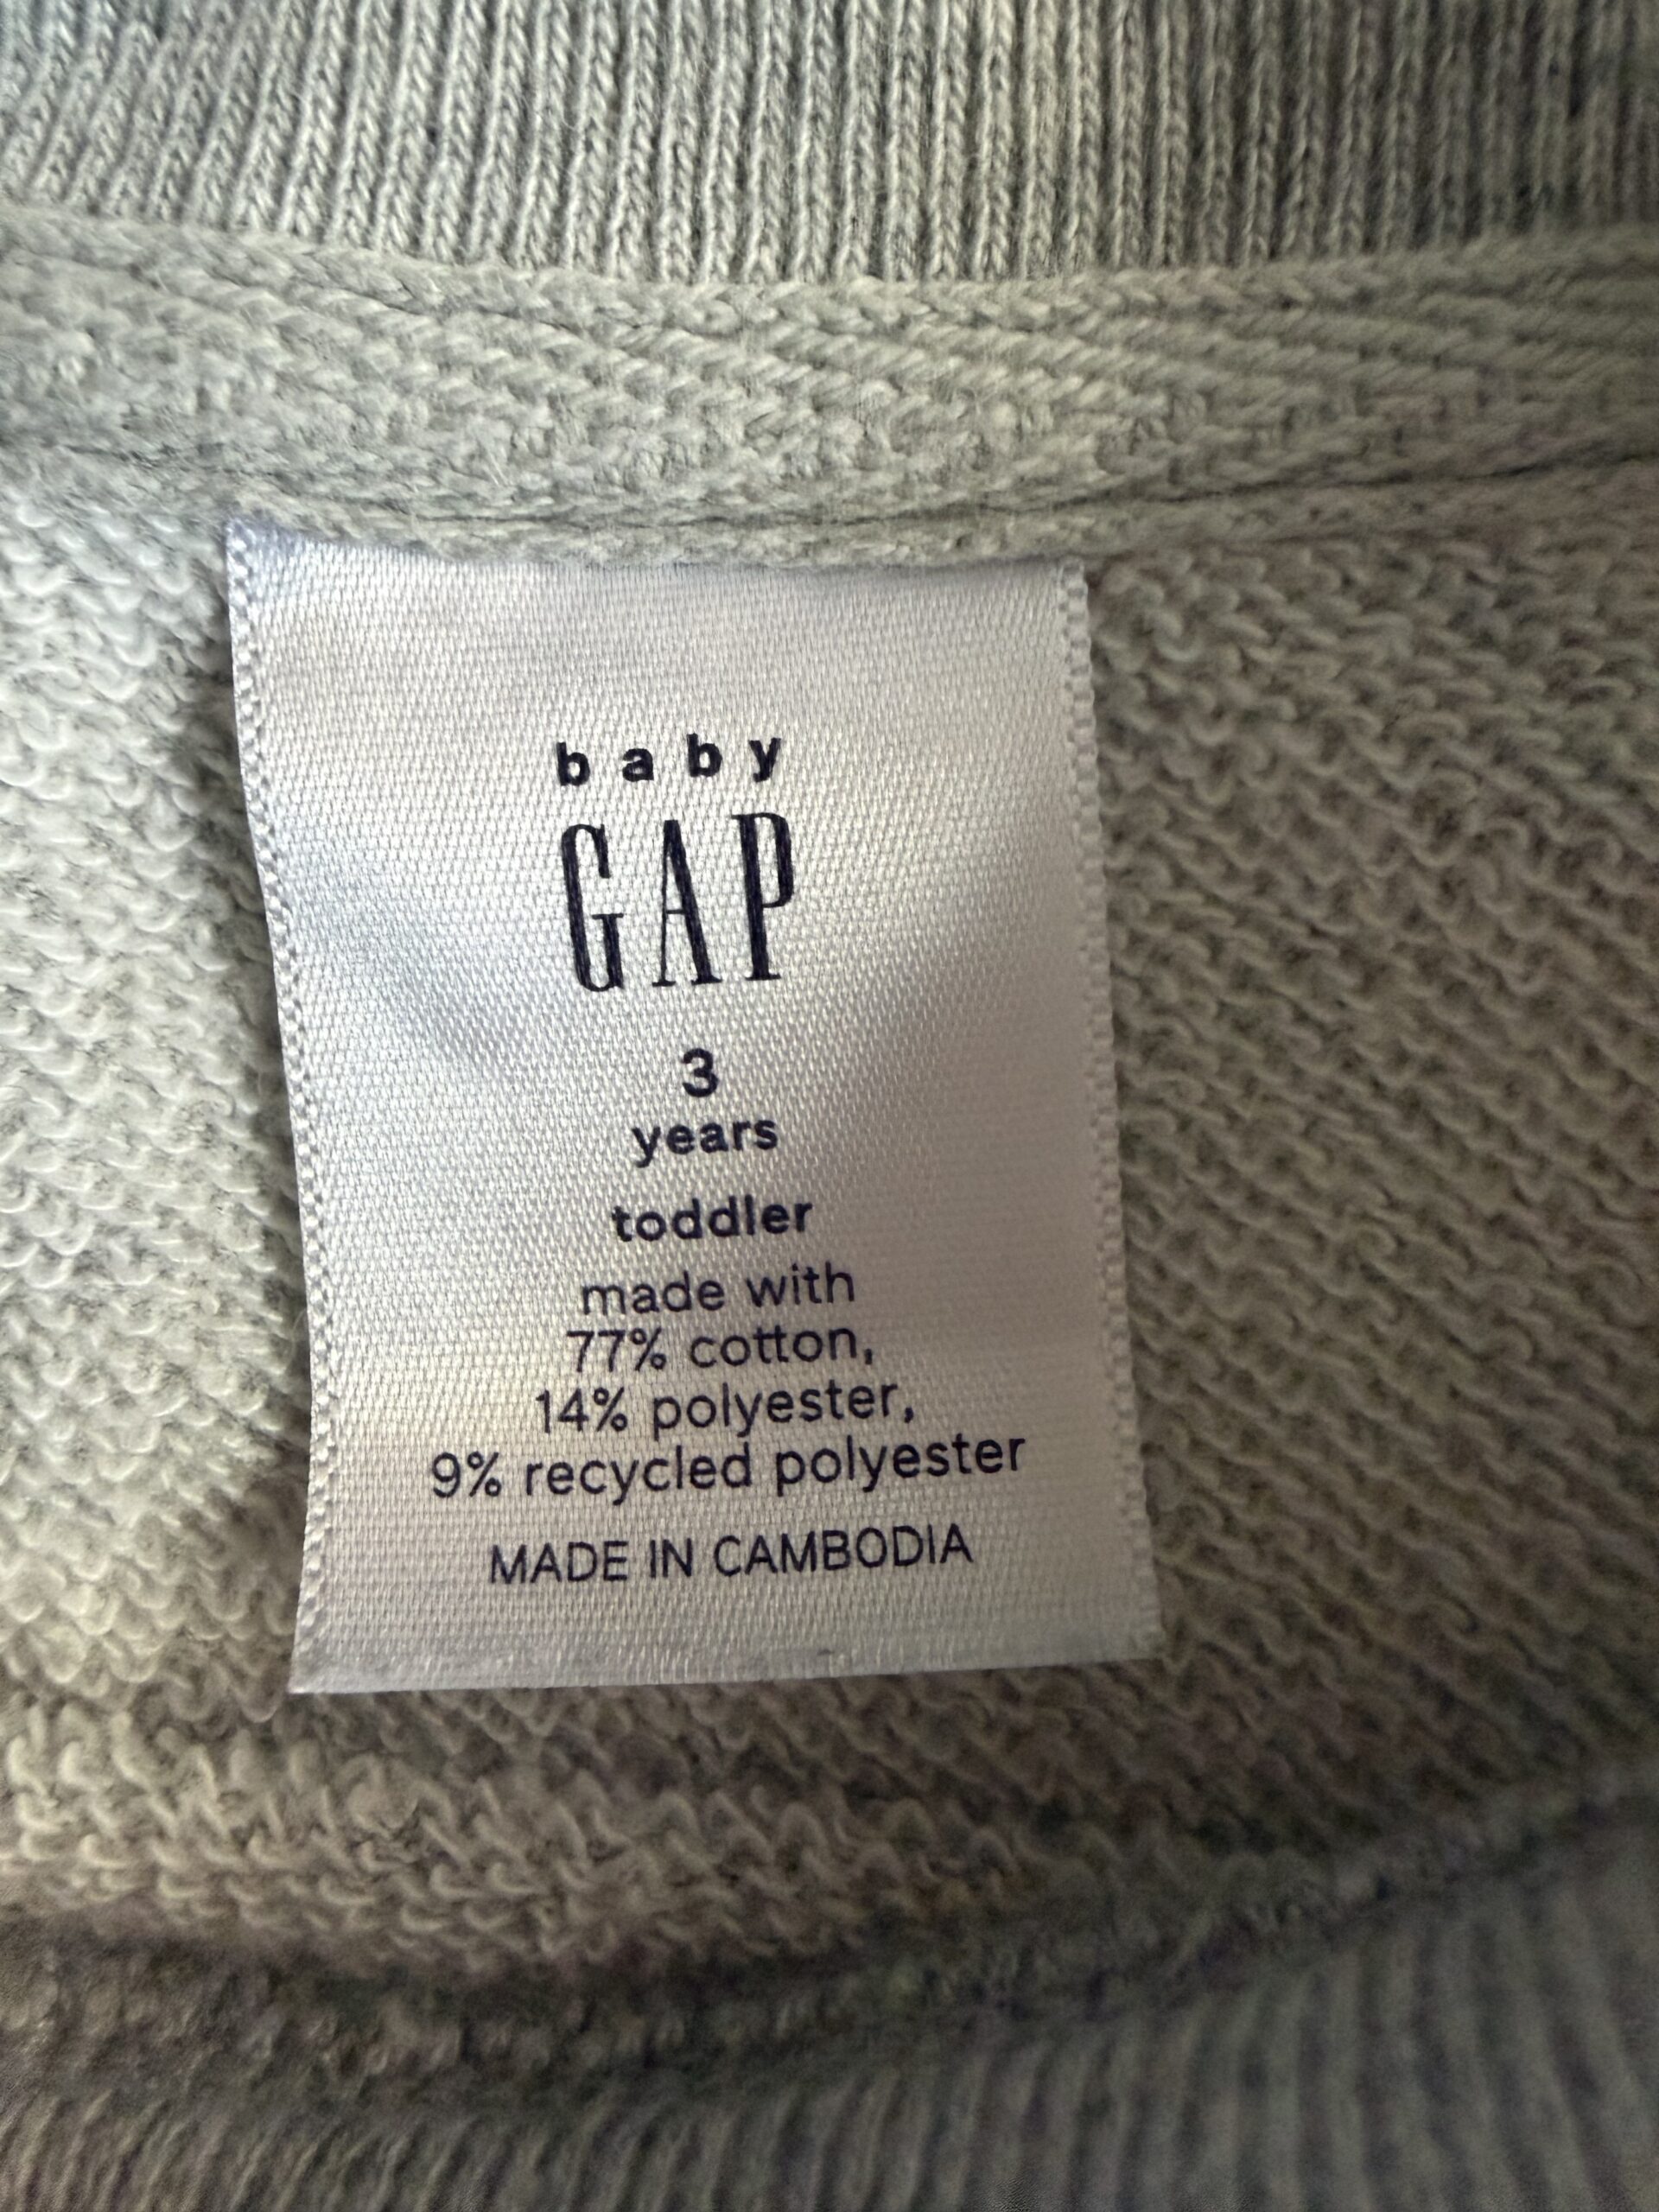 baby
GAP
3
years
toddler
made with
77% cotton,
14% polyester,
9% recycled polyester
MADE IN CAMBODIA